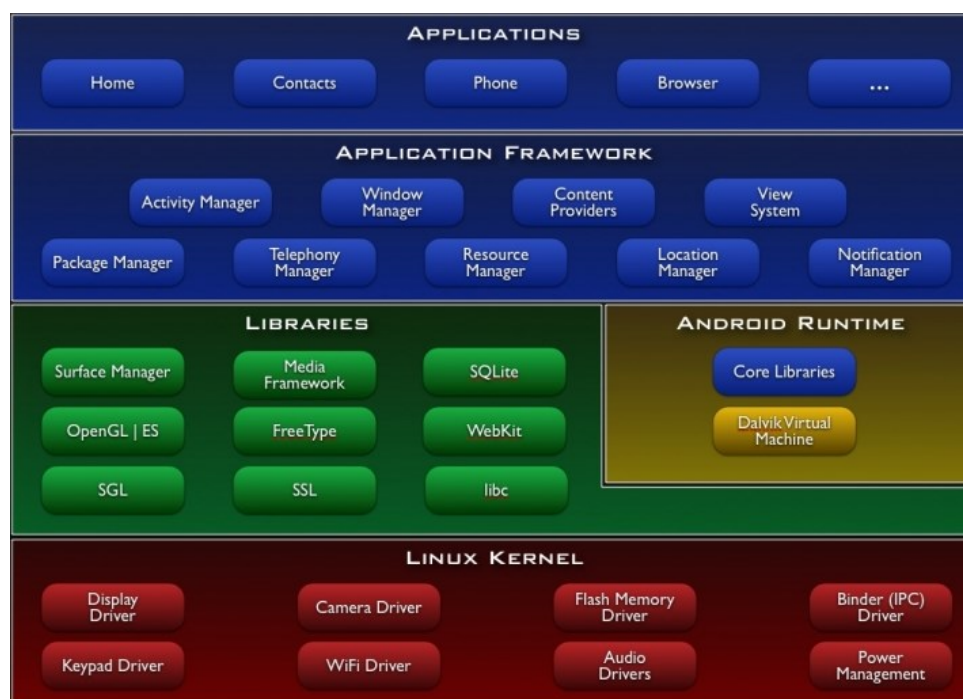 APPLICATIONS
Home
Contacts
Phone
Browser
...
APPLICATION FRAMEWORK
Activity Manager
Window
Manager
Content
Providers
View
System
Package Manager
Telephony
Manager
Resource
Manager
Location
Manager
Notification
Manager
LIBRARIES
Surface Manager
Media
Framework
SQLite
OpenGL | ES
FreeType
WebKit
SGL
SSL
libc
ANDROID RUNTIME
Core Libraries
Dalvik Virtual
Machine
LINUX KERNEL
Display
Driver
Camera Driver
Flash Memory
Driver
Binder (IPC)
Driver
Keypad Driver
WiFi Driver
Audio
Drivers
Power
Management